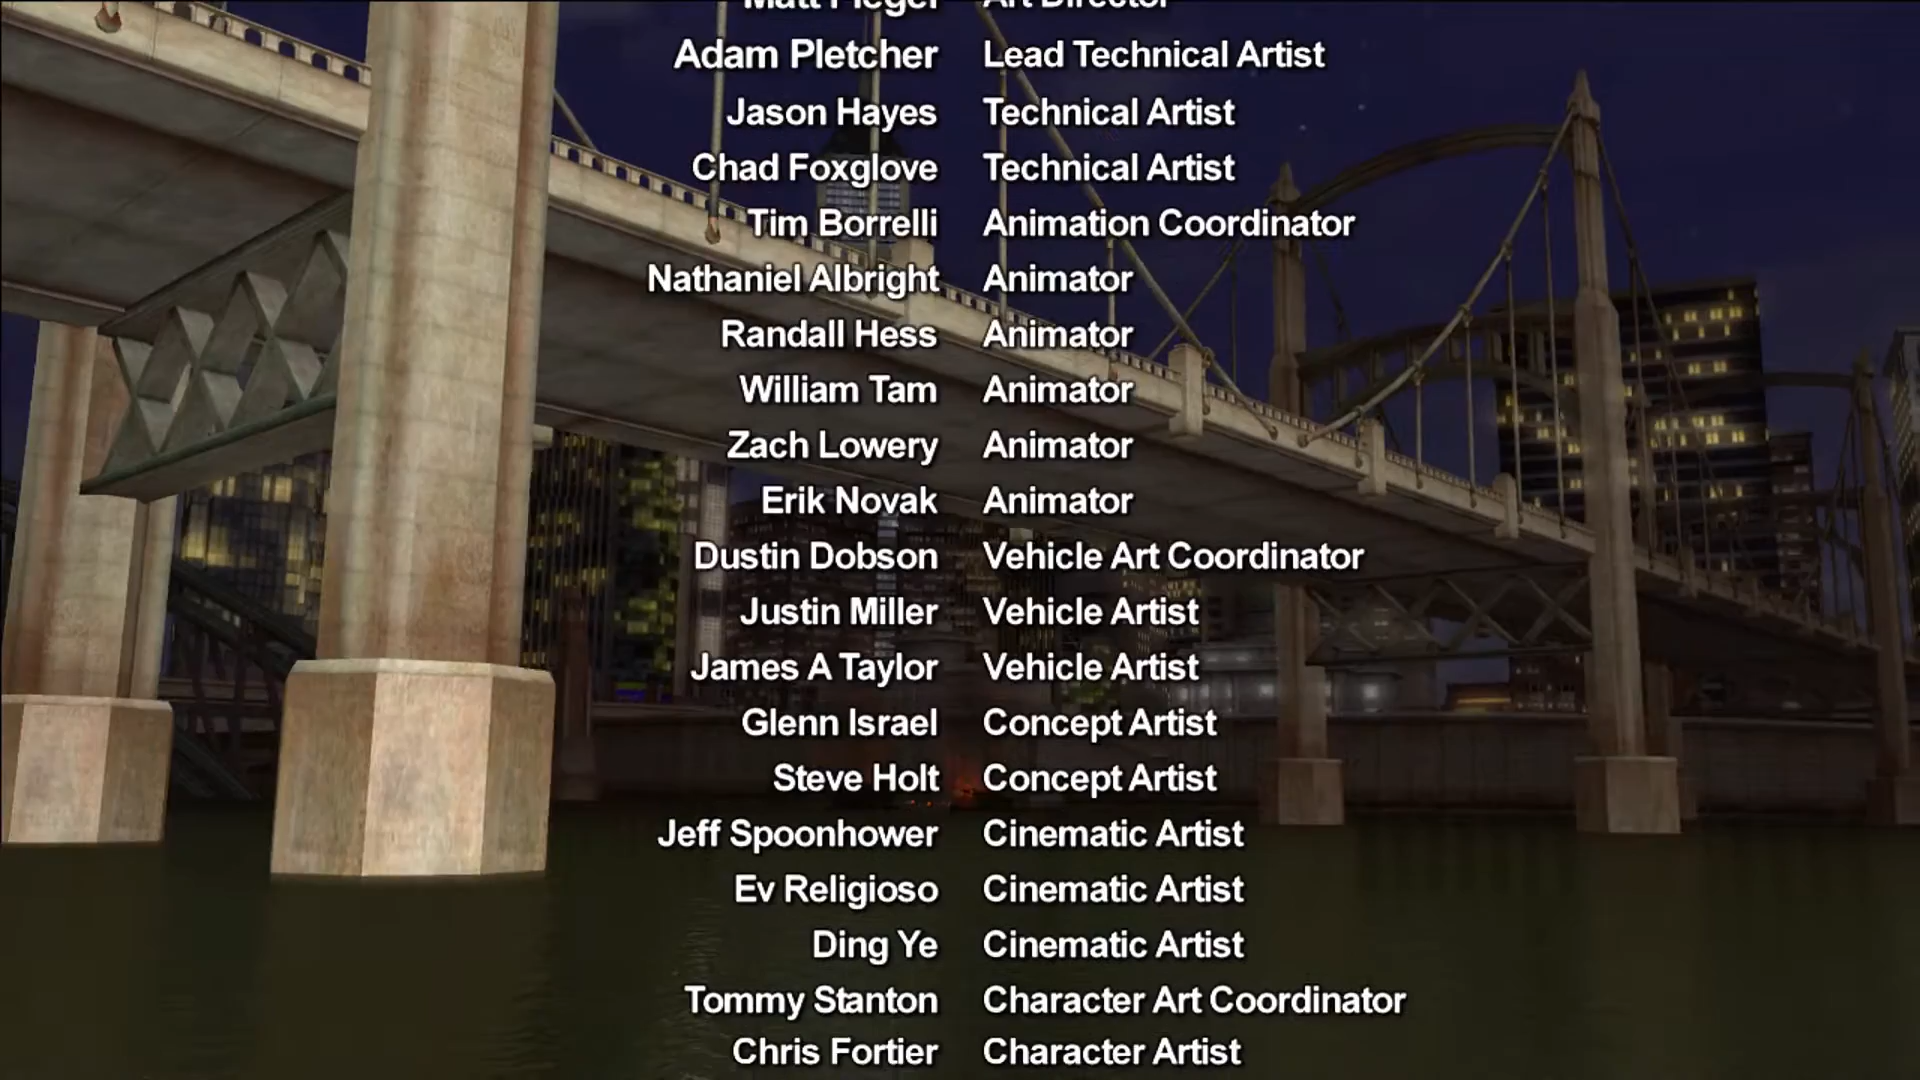 Adam Pletcher Lead Technical Artist
Jason Hayes Technical Artist
Chad Foxglove Technical Artist
Tim Borrelli Animation Coordinator
Nathaniel Albright Animator
Randall Hess Animator
William Tam Animator
Zach Lowery Animator
Erik Novak Animator
Dustin Dobson Vehicle Art Coordinator
Justin Miller Vehicle Artist
James A Taylor Vehicle Artist
Glenn Israel Concept Artist
Steve Holt Concept Artist
Jeff Spoonhower Cinematic Artist
Ev Religioso Cinematic Artist
Ding Ye Cinematic Artist
Tommy Stanton Character Art Coordinator
Chris Fortier Character Artist